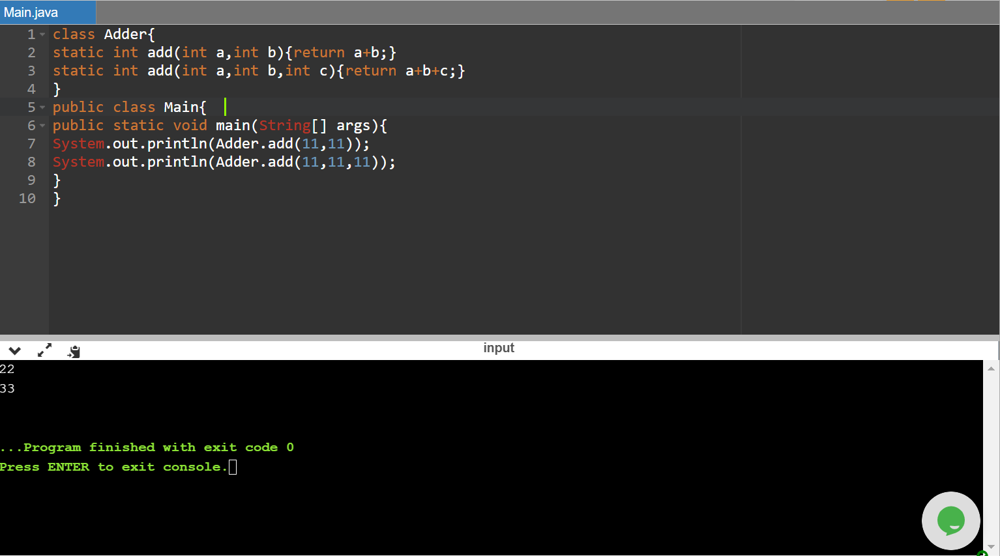 Main.java
1 class Adder{
2 static int add(int a,int b){return a+b;}
3 static int add(int a,int b,int c){return a+b+c;}
4 }
5 public class Main{
6 public static void main(String[] args){
7 System.out.println(Adder.add(11,11));
8 System.out.println(Adder.add(11,11,11));
9 }
10 }
input
22
33
...Program finished with exit code 0
Press ENTER to exit console.